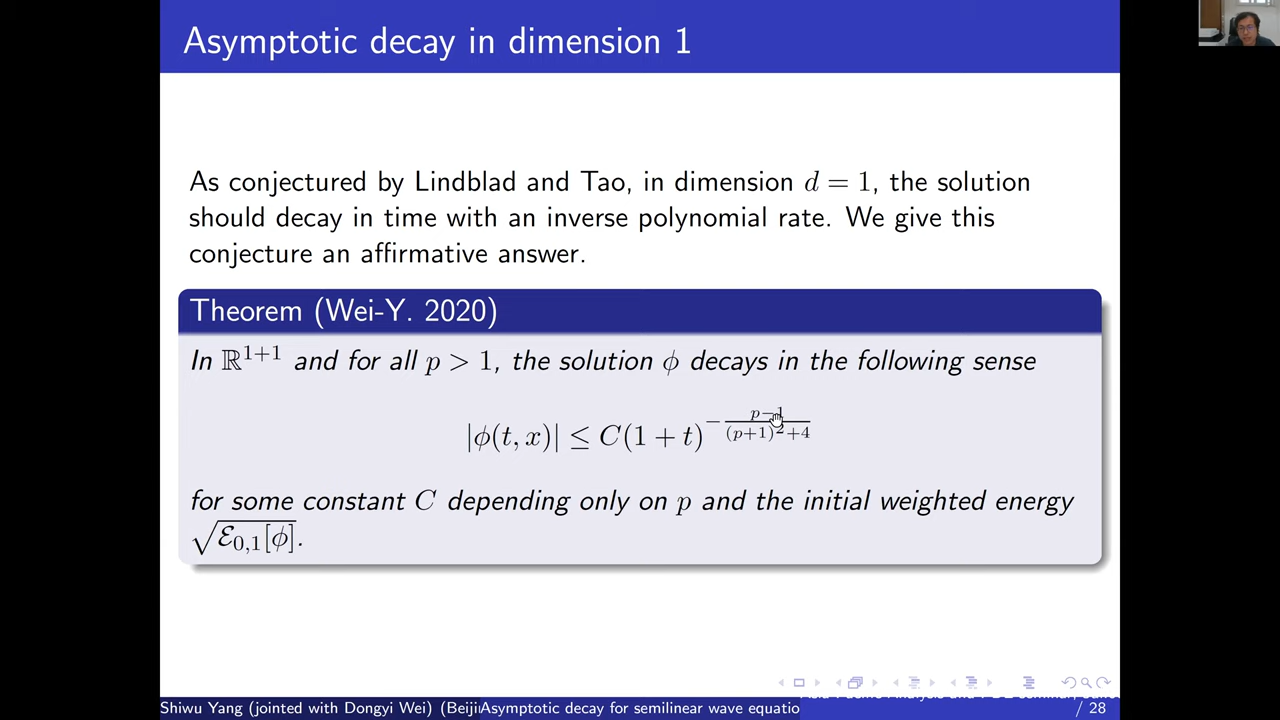 Asymptotic decay in dimension 1
As conjectured by Lindblad and Tao, in dimension d = 1, the solution
should decay in time with an inverse polynomial rate. We give this
conjecture an affirmative answer.
Theorem (Wei-Y. 2020)
In ℝ¹⁺¹ and for all p > 1, the solution ϕ decays in the following sense
|ϕ(t, x)| ≤ C(1 + t)^{−\frac{p−1}{(p+1)²+4}}
for some constant C depending only on p and the initial weighted energy
√ℰ₀,₁[ϕ].
Shiwu Yang (jointed with Dongyi Wei) (Beiji Asymptotic decay for semilinear wave equatio / 28